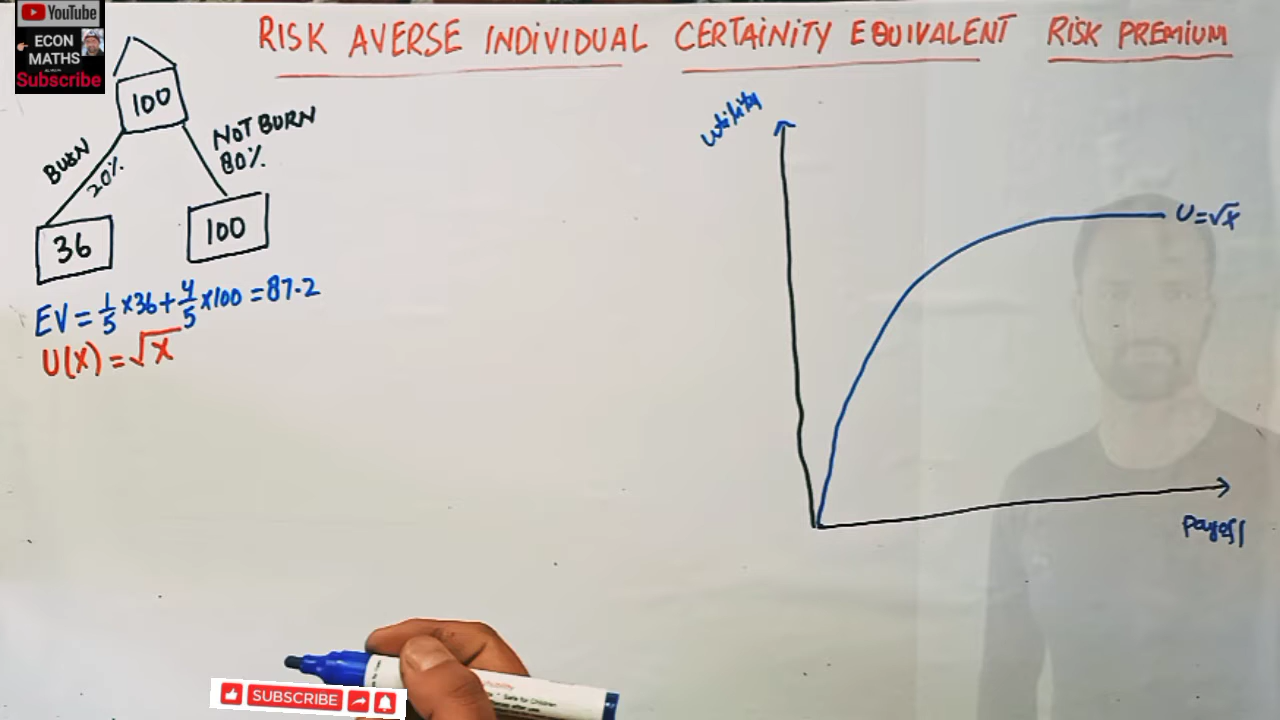 YouTube
ECON
MATHS
Subscribe
RISK AVERSE INDIVIDUAL CERTAINITY EQUIVALENT RISK PREMIUM
100
BURN
20%
NOT BURN
80%
36
100
EV = 1/5 × 36 + 4/5 × 100 = 87.2
U(X) = √X
utility
U=√X
Payoff
SUBSCRIBE